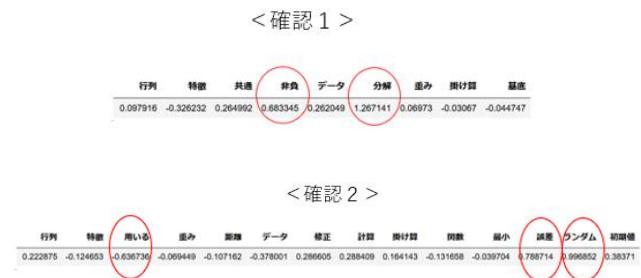 ＜確認１＞
行列 特徴 共通 非負 データ 分解 重み 掛け算 基底
0.097916 -0.326232 0.264992 0.683345 0.262049 1.267141 0.06973 -0.03067 -0.044747
＜確認２＞
行列 特徴 用いる 重み 距離 データ 修正 計算 掛け算 関数 最小 誤差 ランダム 初期値
0.222875 -0.124653 -0.636736 -0.069449 -0.107162 -0.378001 0.286605 0.288409 0.164143 -0.131658 -0.039704 0.788714 0.996852 0.38371